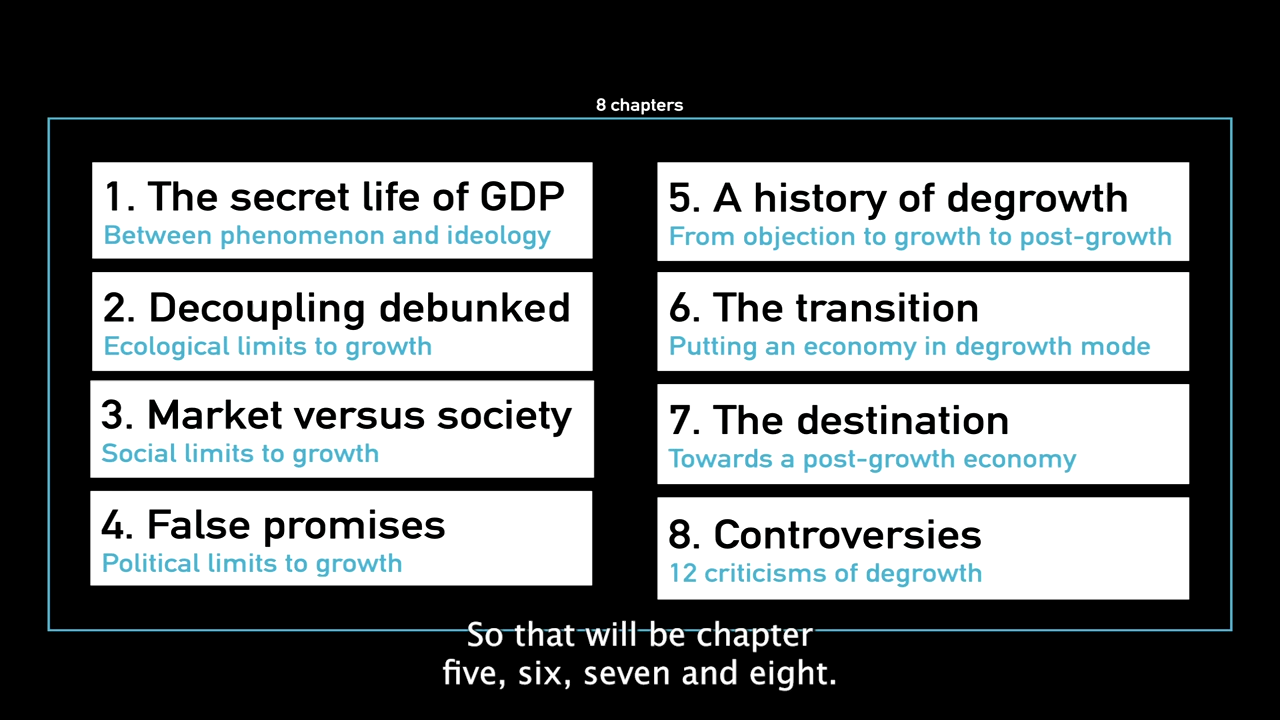 8 chapters
1. The secret life of GDP
Between phenomenon and ideology
2. Decoupling debunked
Ecological limits to growth
3. Market versus society
Social limits to growth
4. False promises
Political limits to growth
5. A history of degrowth
From objection to growth to post-growth
6. The transition
Putting an economy in degrowth mode
7. The destination
Towards a post-growth economy
8. Controversies
12 criticisms of degrowth
So that will be chapter
five, six, seven and eight.